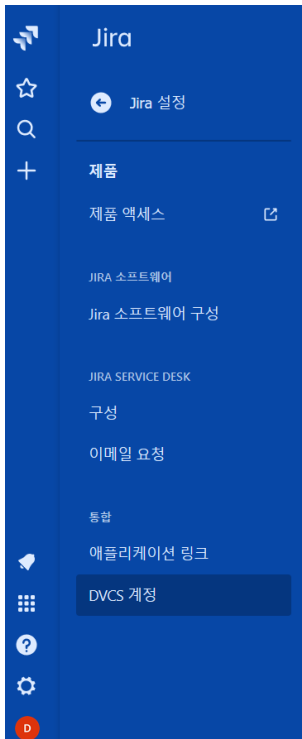 Jira
Jira 설정
제품
제품 액세스
JIRA 소프트웨어
Jira 소프트웨어 구성
JIRA SERVICE DESK
구성
이메일 요청
통합
애플리케이션 링크
DVCS 계정
D